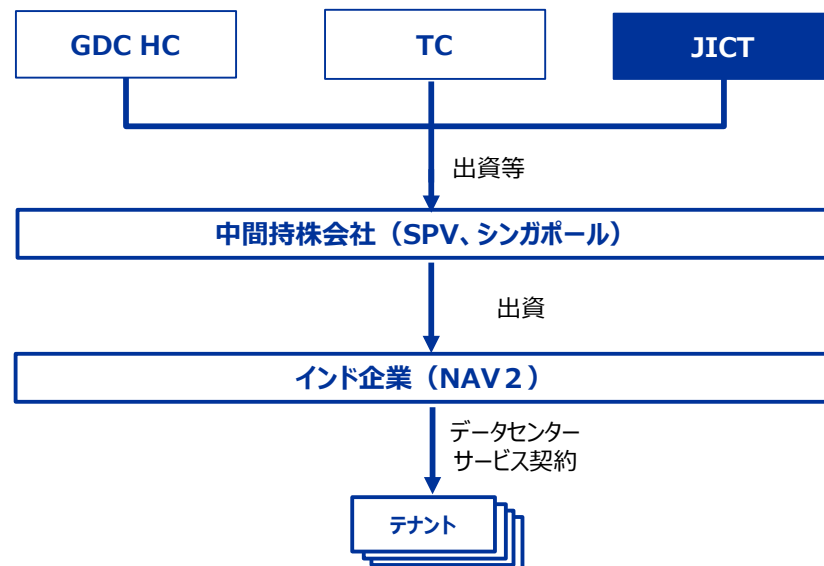 GDC HC
TC
JICT
出資等
中間持株会社（SPV、シンガポール）
出資
インド企業（NAV２）
データセンター
サービス契約
テナント